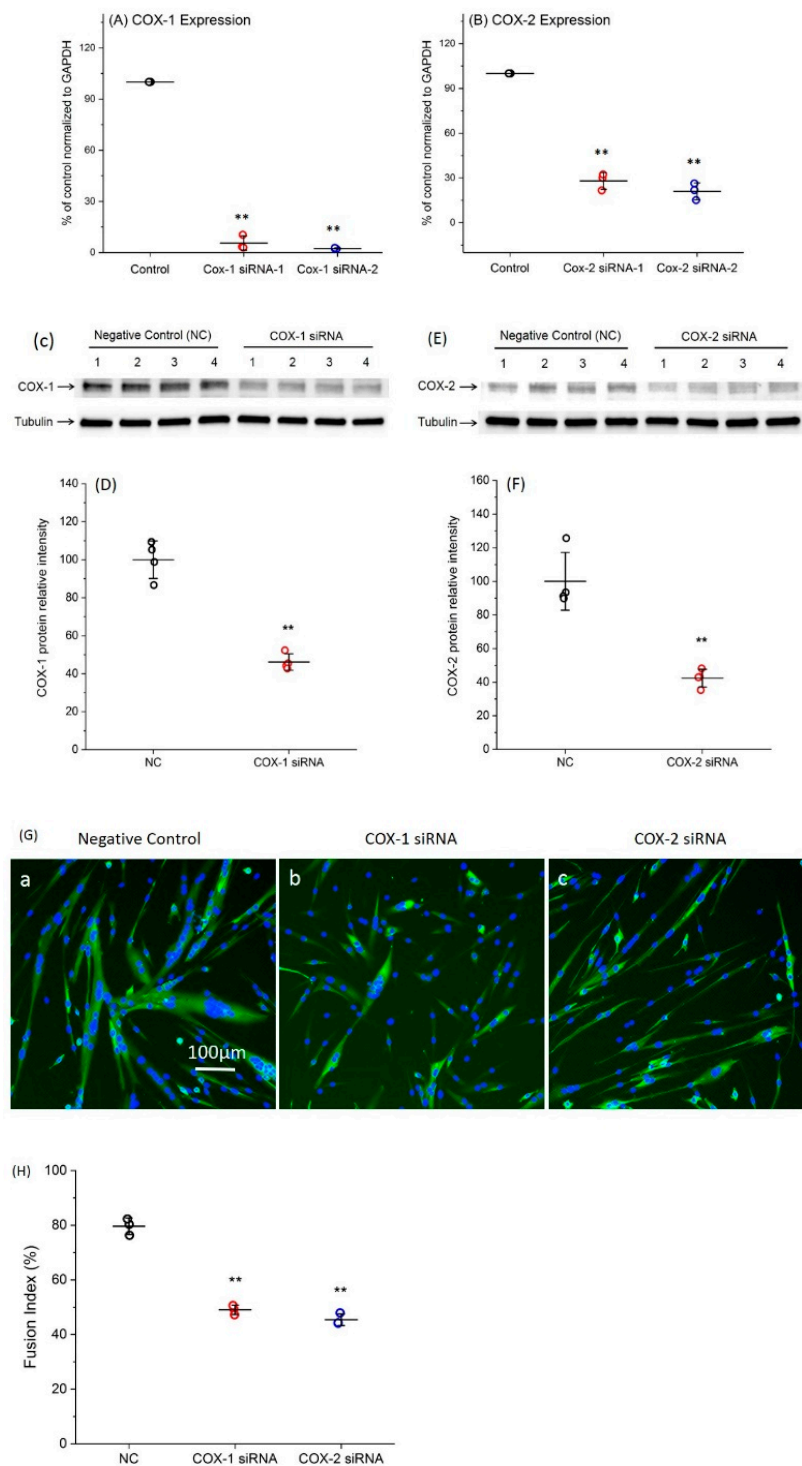 (A) COX-1 Expression
% of control normalized to GAPDH
120
90
60
30
0
**
**
Control
Cox-1 siRNA-1
Cox-1 siRNA-2
(B) COX-2 Expression
% of control normalized to GAPDH
120
90
60
30
0
**
**
Control
Cox-2 siRNA-1
Cox-2 siRNA-2
(c)
Negative Control (NC)
COX-1 siRNA
1 2 3 4 1 2 3 4
COX-1
Tubulin
(E)
Negative Control (NC)
COX-2 siRNA
1 2 3 4 1 2 3 4
COX-2
Tubulin
(D)
COX-1 protein relative intensity
140
120
100
80
60
40
20
0
**
NC
COX-1 siRNA
(F)
COX-2 protein relative intensity
160
140
120
100
80
60
40
20
0
**
NC
COX-2 siRNA
(G)
Negative Control
COX-1 siRNA
COX-2 siRNA
a
b
c
100µm
(H)
Fusion Index (%)
100
80
60
40
20
0
**
**
NC
COX-1 siRNA
COX-2 siRNA